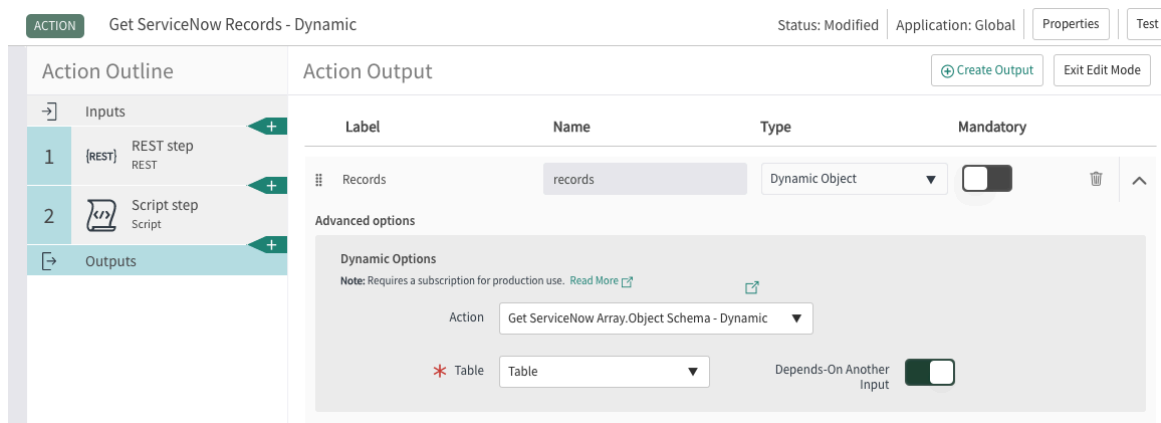 ACTION Get ServiceNow Records - Dynamic Status: Modified Application: Global Properties Test
Action Outline
Inputs
1 {REST} REST step
REST
2 Script step
Script
Outputs
Action Output Create Output Exit Edit Mode
Label Name Type Mandatory
Records records Dynamic Object
Advanced options
Dynamic Options
Note: Requires a subscription for production use. Read More
Action Get ServiceNow Array.Object Schema - Dynamic
* Table Table Depends-On Another
Input